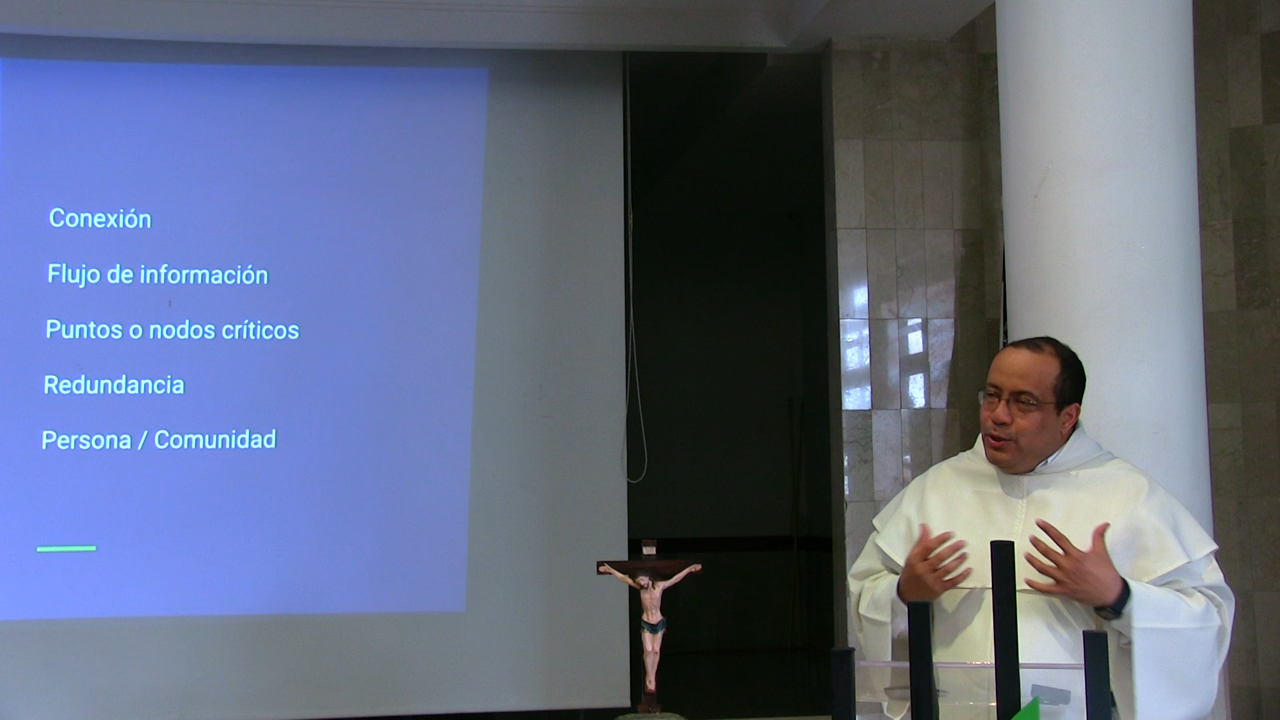 Conexión
Flujo de información
Puntos o nodos críticos
Redundancia
Persona / Comunidad